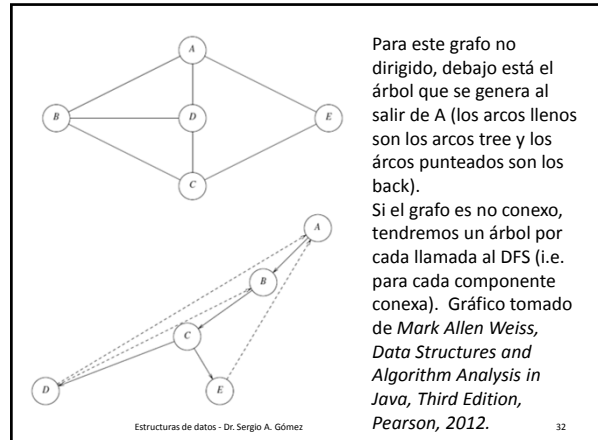 A
B
D
E
C
A
B
C
D
E
Para este grafo no
dirigido, debajo está el
árbol que se genera al
salir de A (los arcos llenos
son los arcos tree y los
árcos punteados son los
back).
Si el grafo es no conexo,
tendremos un árbol por
cada llamada al DFS (i.e.
para cada componente
conexa).  Gráfico tomado
de Mark Allen Weiss,
Data Structures and
Algorithm Analysis in
Java, Third Edition,
Pearson, 2012.
Estructuras de datos - Dr. Sergio A. Gómez
32